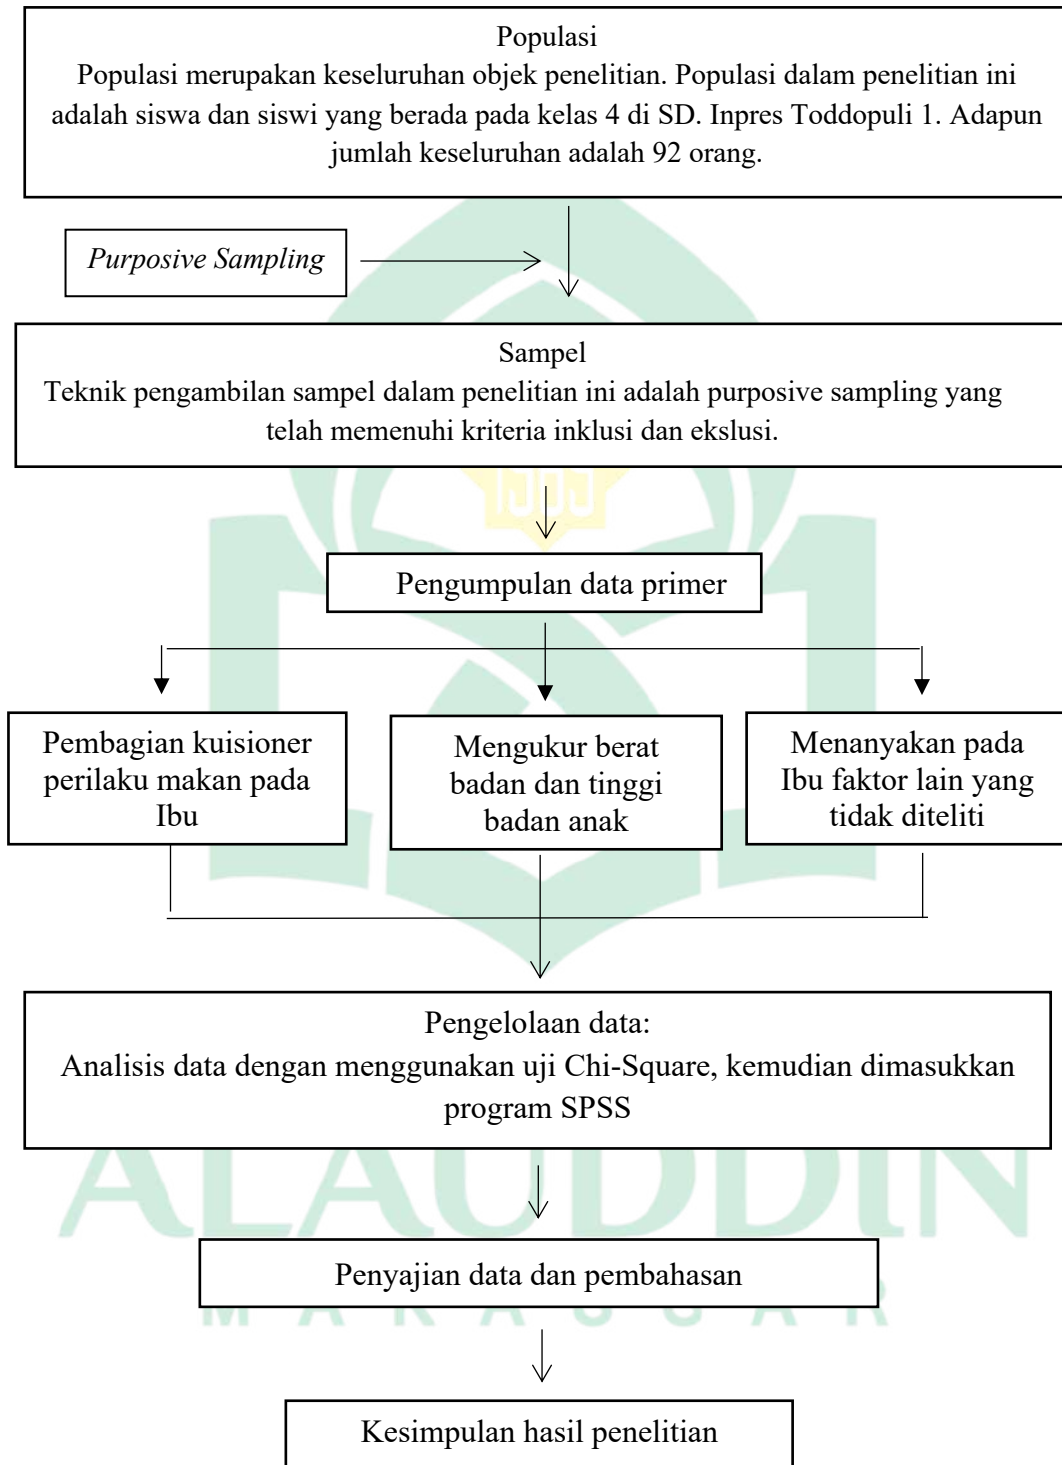 Populasi
Populasi merupakan keseluruhan objek penelitian. Populasi dalam penelitian ini
adalah siswa dan siswi yang berada pada kelas 4 di SD. Inpres Toddopuli 1. Adapun
jumlah keseluruhan adalah 92 orang.
Purposive Sampling
Sampel
Teknik pengambilan sampel dalam penelitian ini adalah purposive sampling yang
telah memenuhi kriteria inklusi dan ekslusi.
Pengumpulan data primer
Pembagian kuisioner
perilaku makan pada
Ibu
Mengukur berat
badan dan tinggi
badan anak
Menanyakan pada
Ibu faktor lain yang
tidak diteliti
Pengelolaan data:
Analisis data dengan menggunakan uji Chi-Square, kemudian dimasukkan
program SPSS
ALAUDDIN
Penyajian data dan pembahasan
MAKASSAR
Kesimpulan hasil penelitian